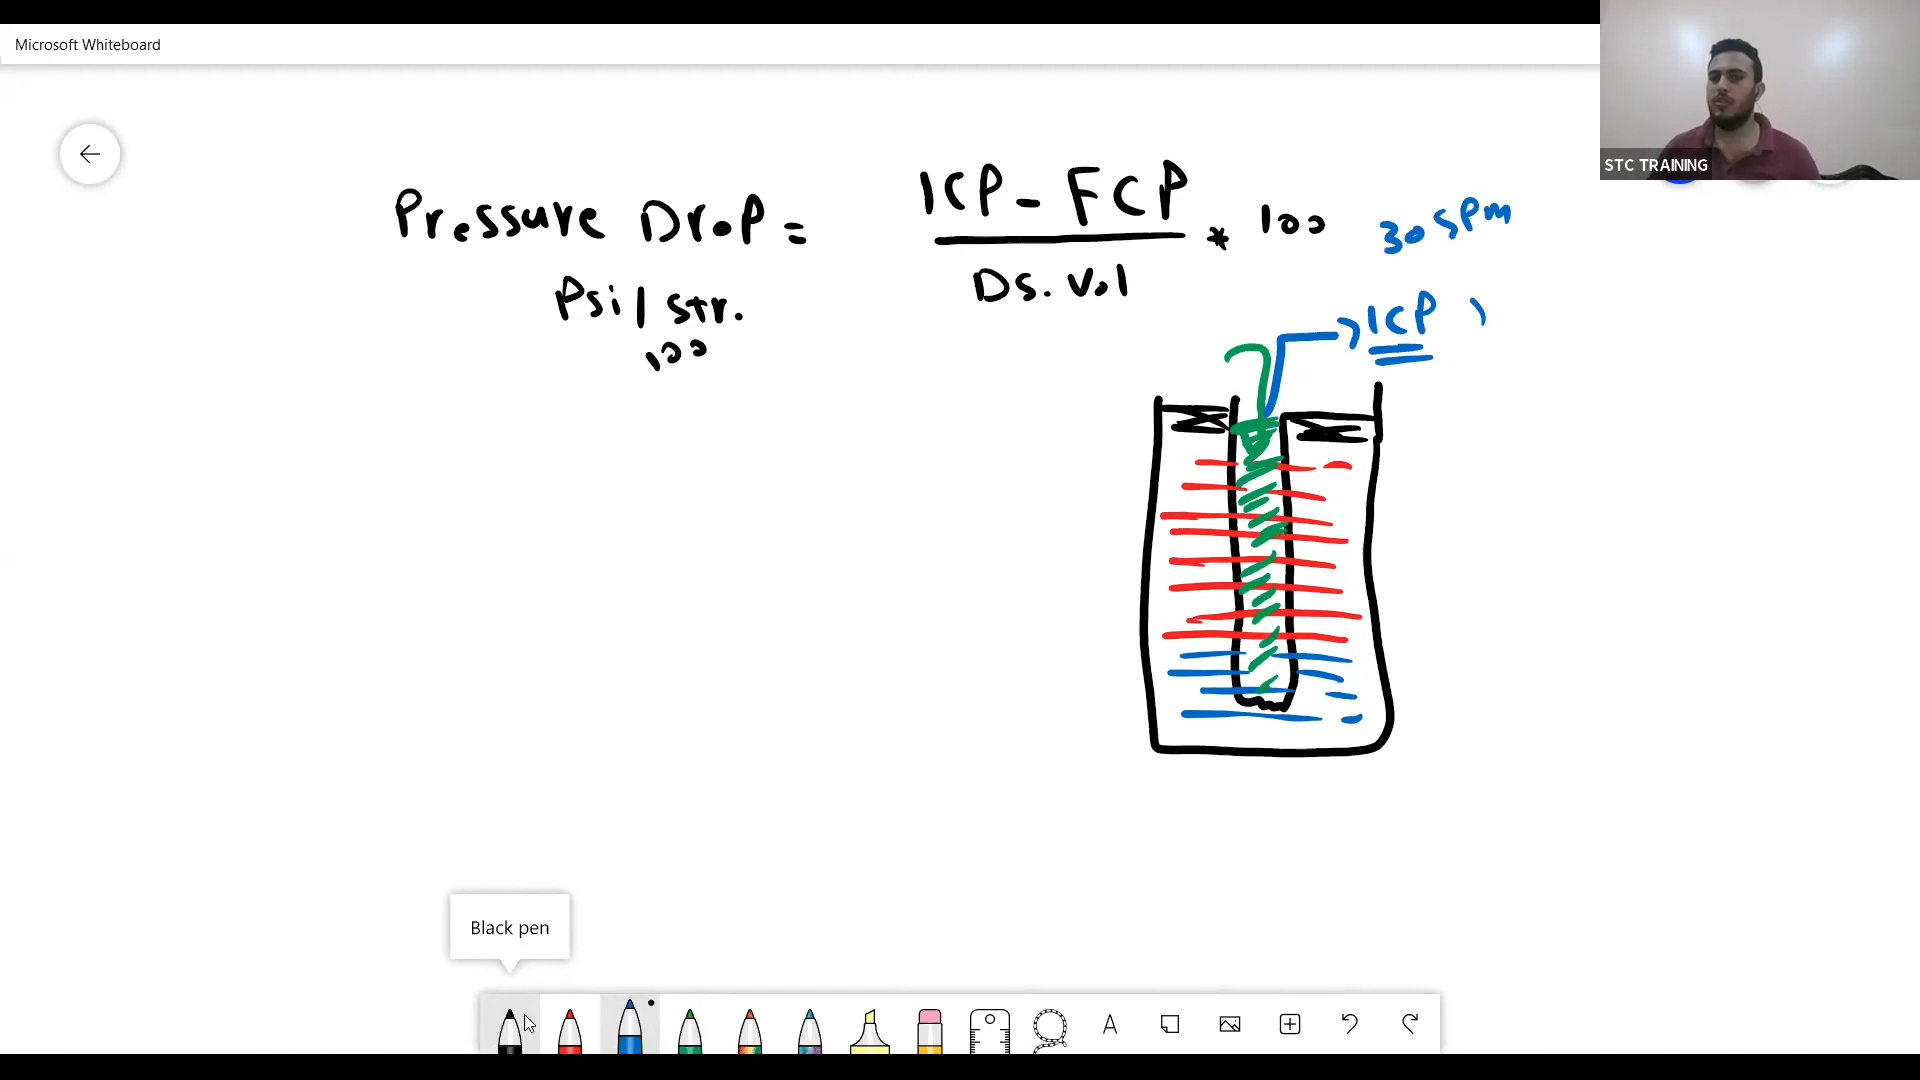 Microsoft Whiteboard
STC TRAINING
Pressure Drop = ICP - FCP * 100
Ds. Vol
Psi / str.
100
30 SPM
ICP
Black pen
A